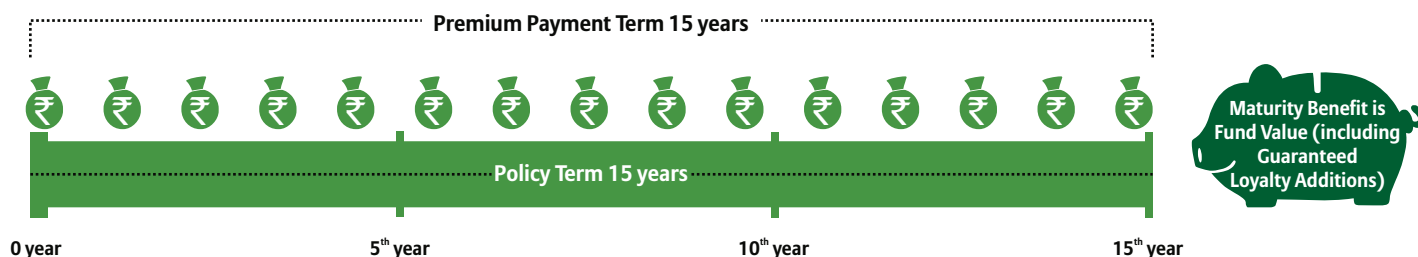 Premium Payment Term 15 years
₹ ₹ ₹ ₹ ₹ ₹ ₹ ₹ ₹ ₹ ₹ ₹ ₹ ₹ ₹
Maturity Benefit is
Fund Value (including
Guaranteed
Loyalty Additions)
Policy Term 15 years
0 year 5th year 10th year 15th year